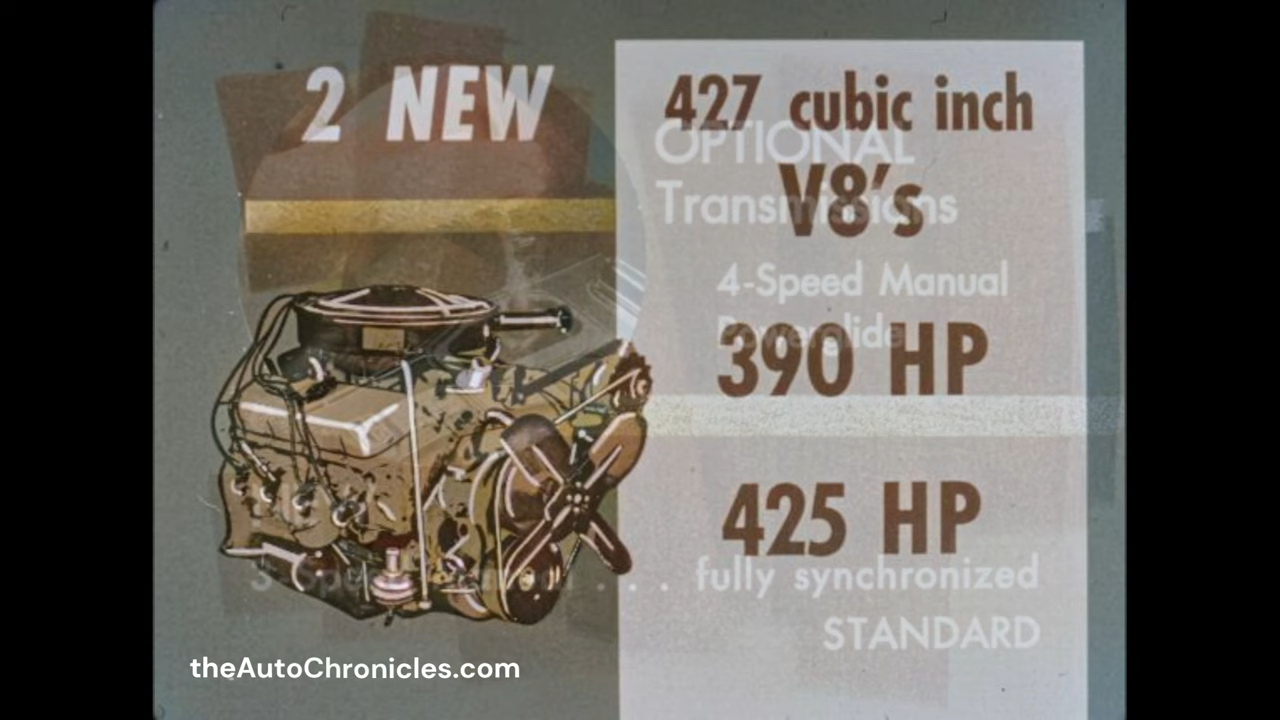 2 NEW
427 cubic inch
V8's
390 HP
425 HP
OPTIONAL
Transmissions
4-Speed Manual
Powerglide
fully synchronized
STANDARD
theAutoChronicles.com